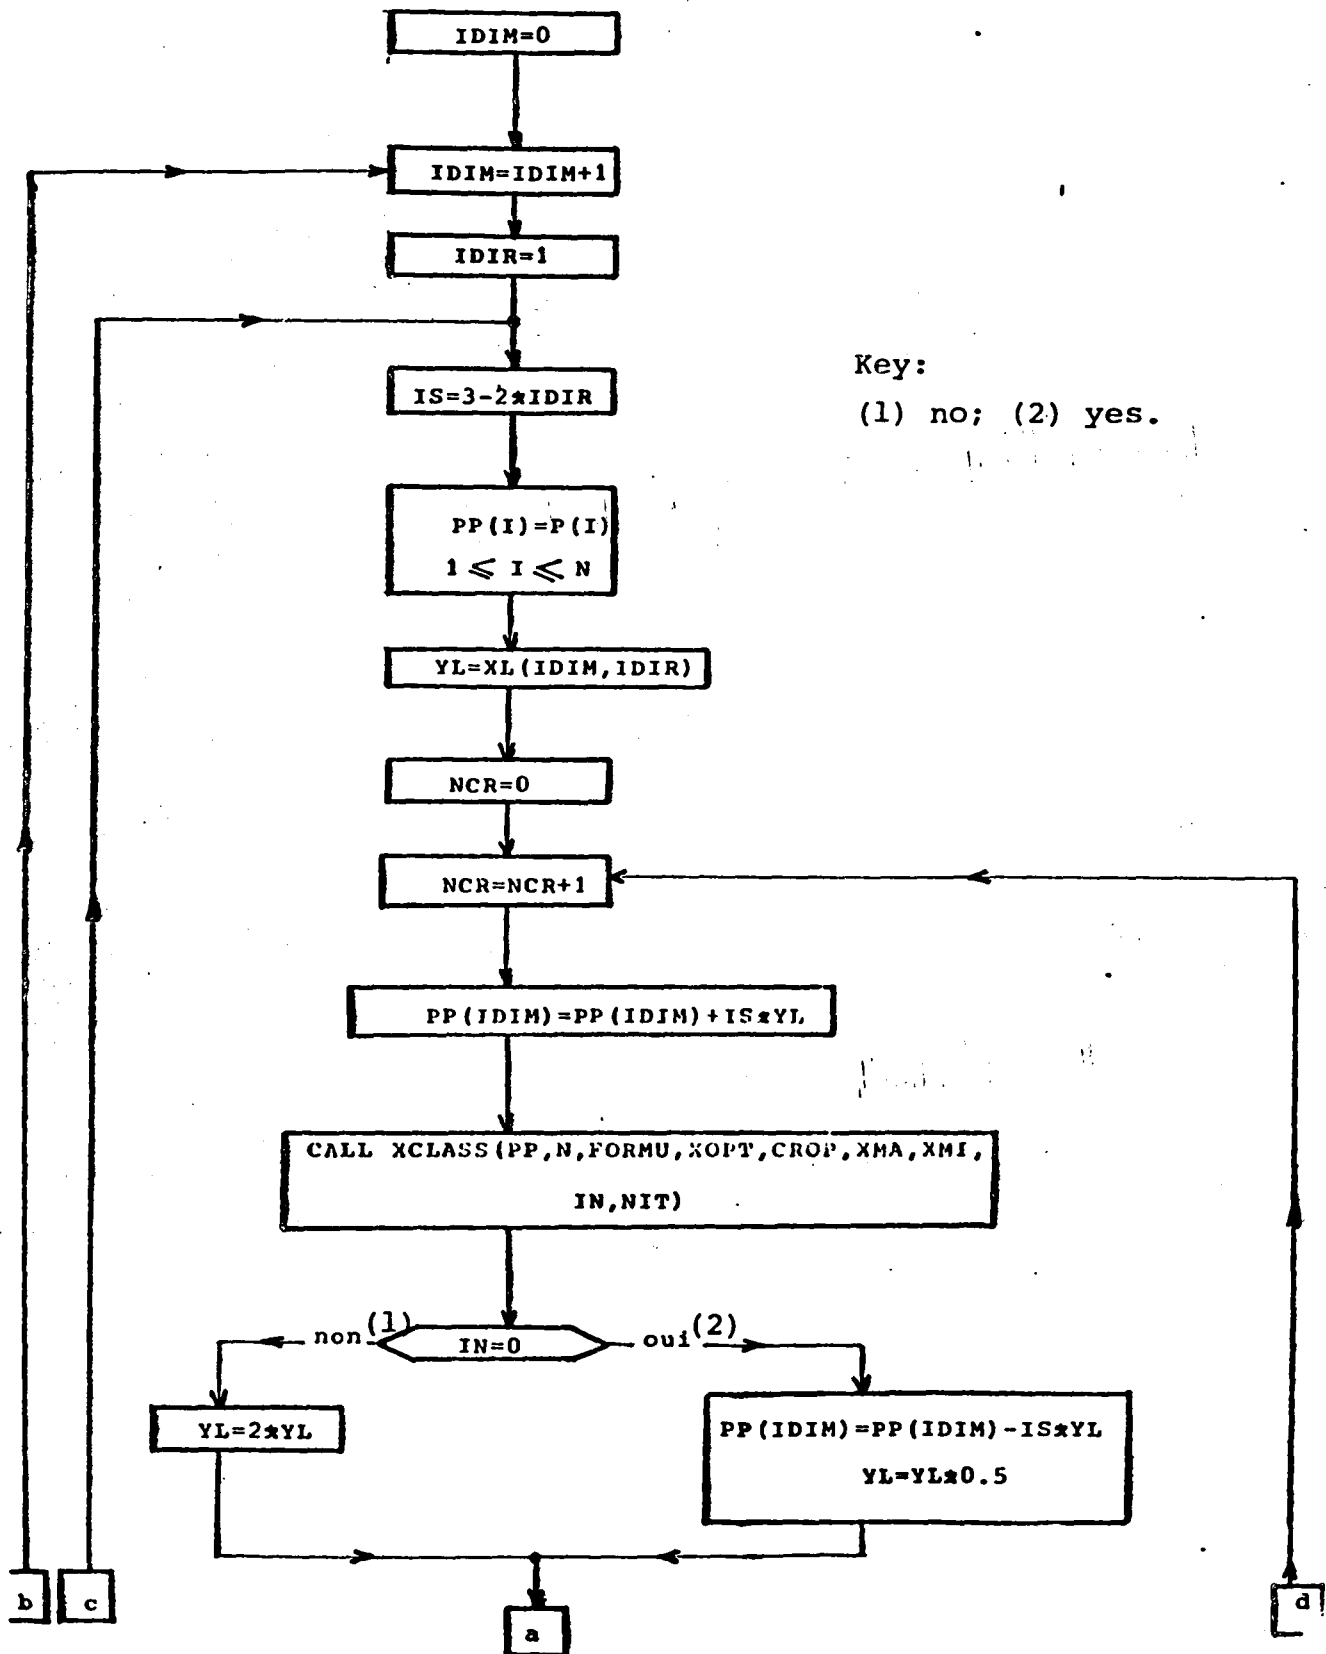 IDIM=0
IDIM=IDIM+1
IDIR=1
IS=3-2*IDIR
Key:
(1) no; (2) yes.
PP(I)=P(I)
1 ⩽ I ⩽ N
YL=XL(IDIM,IDIR)
NCR=0
NCR=NCR+1
PP(IDIM)=PP(IDIM)+IS*YL
CALL XCLASS(PP,N,FORMU,XOPT,CROP,XMA,XMI,
IN,NIT)
non(1)
IN=0
oui(2)
YL=2*YL
PP(IDIM)=PP(IDIM)-IS*YL
YL=YL*0.5
b
c
a
d